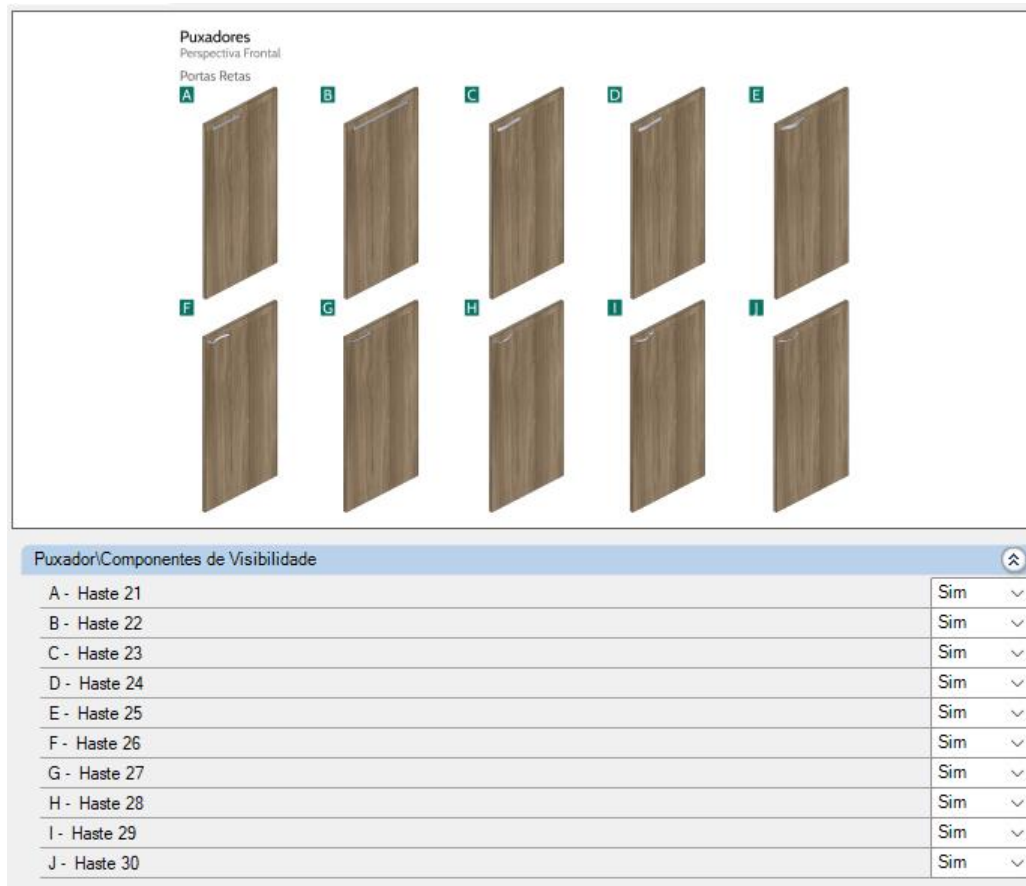 Puxadores
Perspectiva Frontal
Portas Retas
A B C D E
F G H I J
Puxador\Componentes de Visibilidade
A - Haste 21 Sim
B - Haste 22 Sim
C - Haste 23 Sim
D - Haste 24 Sim
E - Haste 25 Sim
F - Haste 26 Sim
G - Haste 27 Sim
H - Haste 28 Sim
I - Haste 29 Sim
J - Haste 30 Sim